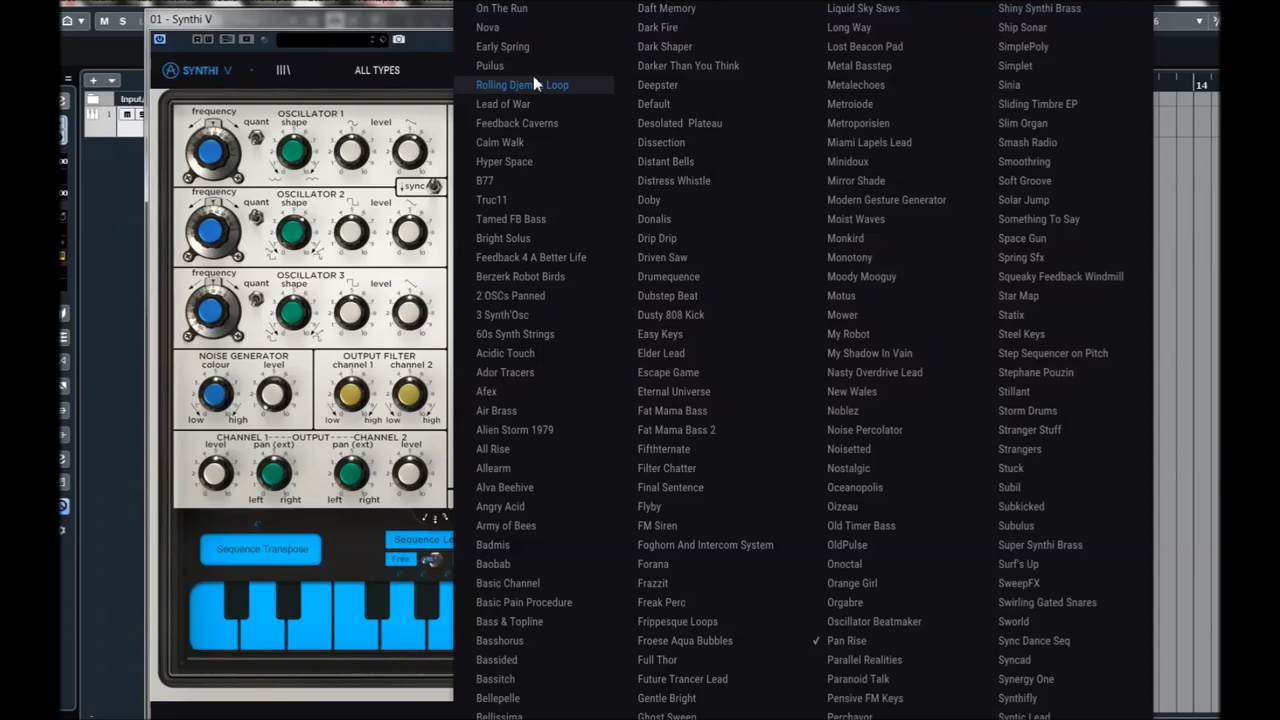 01 - Synthi V
M S
R W
SYNTHI V
ALL TYPES
Input/
m
14
6
frequency
quant
OSCILLATOR 1
shape
level
sync
frequency
quant
OSCILLATOR 2
shape
level
frequency
quant
OSCILLATOR 3
shape
level
NOISE GENERATOR
colour
level
low
high
OUTPUT FILTER
channel 1
channel 2
low
high
low
high
CHANNEL 1----OUTPUT----CHANNEL 2
level
pan (ext)
pan (ext)
level
left
right
left
right
Sequence Transpose
Sequence Le
Free
On The Run
Nova
Early Spring
Puilus
Rolling Djem Loop
Lead of War
Feedback Caverns
Calm Walk
Hyper Space
B77
Truc11
Tamed FB Bass
Bright Solus
Feedback 4 A Better Life
Berzerk Robot Birds
2 OSCs Panned
3 Synth'Osc
60s Synth Strings
Acidic Touch
Ador Tracers
Afex
Air Brass
Alien Storm 1979
All Rise
Allearm
Alva Beehive
Angry Acid
Army of Bees
Badmis
Baobab
Basic Channel
Basic Pain Procedure
Bass & Topline
Basshorus
Bassided
Bassitch
Bellepelle
Bellissima
Daft Memory
Dark Fire
Dark Shaper
Darker Than You Think
Deepster
Default
Desolated Plateau
Dissection
Distant Bells
Distress Whistle
Doby
Donalis
Drip Drip
Driven Saw
Drumequence
Dubstep Beat
Dusty 808 Kick
Easy Keys
Elder Lead
Escape Game
Eternal Universe
Fat Mama Bass
Fat Mama Bass 2
Fifthternate
Filter Chatter
Final Sentence
Flyby
FM Siren
Foghorn And Intercom System
Forana
Frazzit
Freak Perc
Frippesque Loops
Froese Aqua Bubbles
Full Thor
Future Trancer Lead
Gentle Bright
Ghost Sweep
Liquid Sky Saws
Long Way
Lost Beacon Pad
Metal Basstep
Metalechoes
Metroiode
Metroporisien
Miami Lapels Lead
Minidoux
Mirror Shade
Modern Gesture Generator
Moist Waves
Monkird
Monotony
Moody Mooguy
Motus
Mower
My Robot
My Shadow In Vain
Nasty Overdrive Lead
New Wales
Noblez
Noise Percolator
Noisetted
Nostalgic
Oceanopolis
Oizeau
Old Timer Bass
OldPulse
Onoctal
Orange Girl
Orgabre
Oscillator Beatmaker
✓ Pan Rise
Parallel Realities
Paranoid Talk
Pensive FM Keys
Perchavor
Shiny Synthi Brass
Ship Sonar
SimplePoly
Simplet
Sinia
Sliding Timbre EP
Slim Organ
Smash Radio
Smoothring
Soft Groove
Solar Jump
Something To Say
Space Gun
Spring Sfx
Squeaky Feedback Windmill
Star Map
Statix
Steel Keys
Step Sequencer on Pitch
Stephane Pouzin
Stillant
Storm Drums
Stranger Stuff
Strangers
Stuck
Subil
Subkicked
Subulus
Super Synthi Brass
Surf's Up
SweepFX
Swirling Gated Snares
Sworld
Sync Dance Seq
Syncad
Synergy One
Synthifly
Syntic Lead